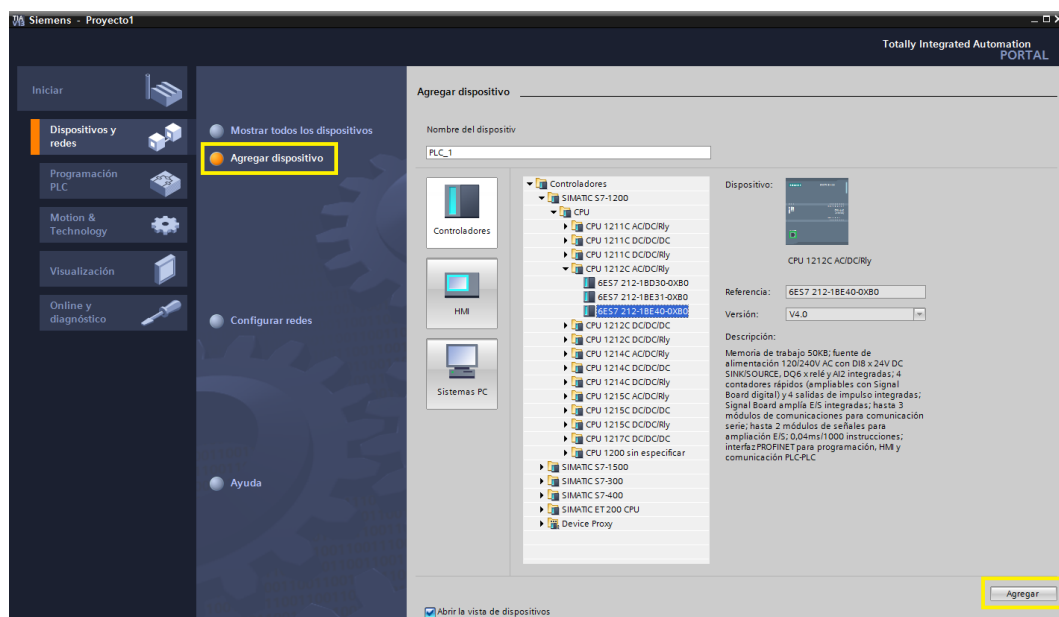 Siemens - Proyecto1
Totally Integrated Automation
PORTAL
Iniciar
Dispositivos y
redes
Programación
PLC
Motion &
Technology
Visualización
Online y
diagnóstico
Mostrar todos los dispositivos
Agregar dispositivo
Configurar redes
Ayuda
Agregar dispositivo
Nombre del dispositiv
PLC_1
Controladores
HMI
Sistemas PC
Controladores
SIMATIC S7-1200
CPU
CPU 1211C AC/DC/Rly
CPU 1211C DC/DC/DC
CPU 1211C DC/DC/Rly
CPU 1212C AC/DC/Rly
6ES7 212-1BD30-0XB0
6ES7 212-1BE31-0XB0
6ES7 212-1BE40-0XB0
CPU 1212C DC/DC/DC
CPU 1212C DC/DC/Rly
CPU 1214C AC/DC/Rly
CPU 1214C DC/DC/DC
CPU 1214C DC/DC/Rly
CPU 1215C AC/DC/Rly
CPU 1215C DC/DC/DC
CPU 1215C DC/DC/Rly
CPU 1217C DC/DC/DC
CPU 1200 sin especificar
SIMATIC S7-1500
SIMATIC S7-300
SIMATIC S7-400
SIMATIC ET 200 CPU
Device Proxy
Dispositivo:
CPU 1212C AC/DC/Rly
Referencia:
6ES7 212-1BE40-0XB0
Versión:
V4.0
Descripción:
Memoria de trabajo 50KB; fuente de
alimentación 120/240V AC con DI8 x 24V DC
SINK/SOURCE, DQ6 x relé y AI2 integradas; 4
contadores rápidos (ampliables con Signal
Board digital) y 4 salidas de impulso integradas;
Signal Board amplía E/S integradas; hasta 3
módulos de comunicaciones para comunicación
serie; hasta 2 módulos de señales para
ampliación E/S; 0,04ms/1000 instrucciones;
interfaz PROFINET para programación, HMI y
comunicación PLC-PLC
Agregar
Abrir la vista de dispositivos